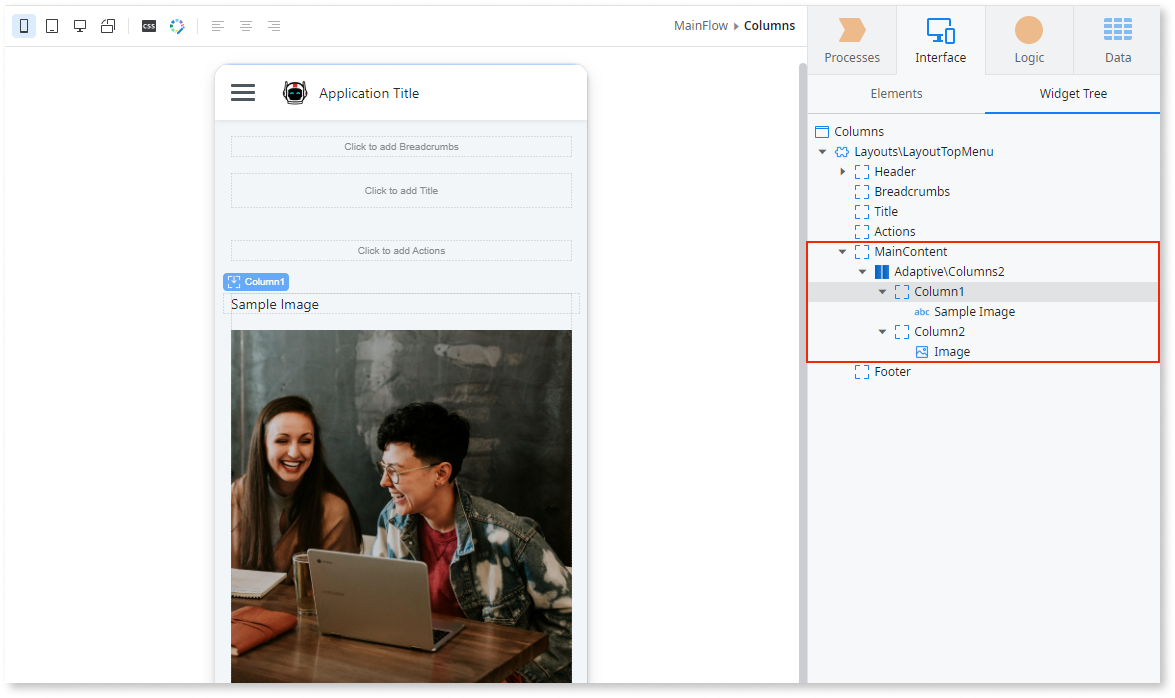 CSS
MainFlow ▸ Columns
Processes
Interface
Logic
Data
Elements
Widget Tree
Application Title
Click to add Breadcrumbs
Click to add Title
Click to add Actions
Column1
Sample Image
Columns
Layouts\LayoutTopMenu
Header
Breadcrumbs
Title
Actions
MainContent
Adaptive\Columns2
Column1
abc Sample Image
Column2
Image
Footer